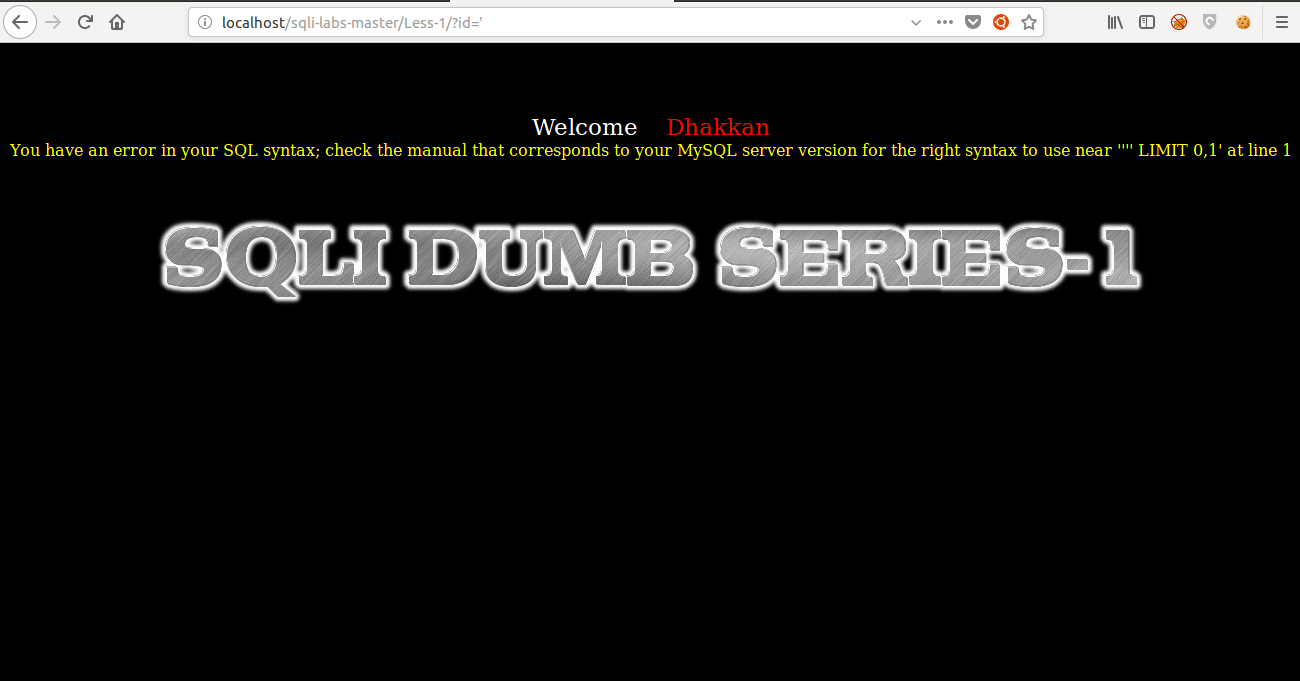 localhost/sqli-labs-master/Less-1/?id='
Welcome Dhakkan
You have an error in your SQL syntax; check the manual that corresponds to your MySQL server version for the right syntax to use near '''' LIMIT 0,1' at line 1
SQLI DUMB SERIES-1